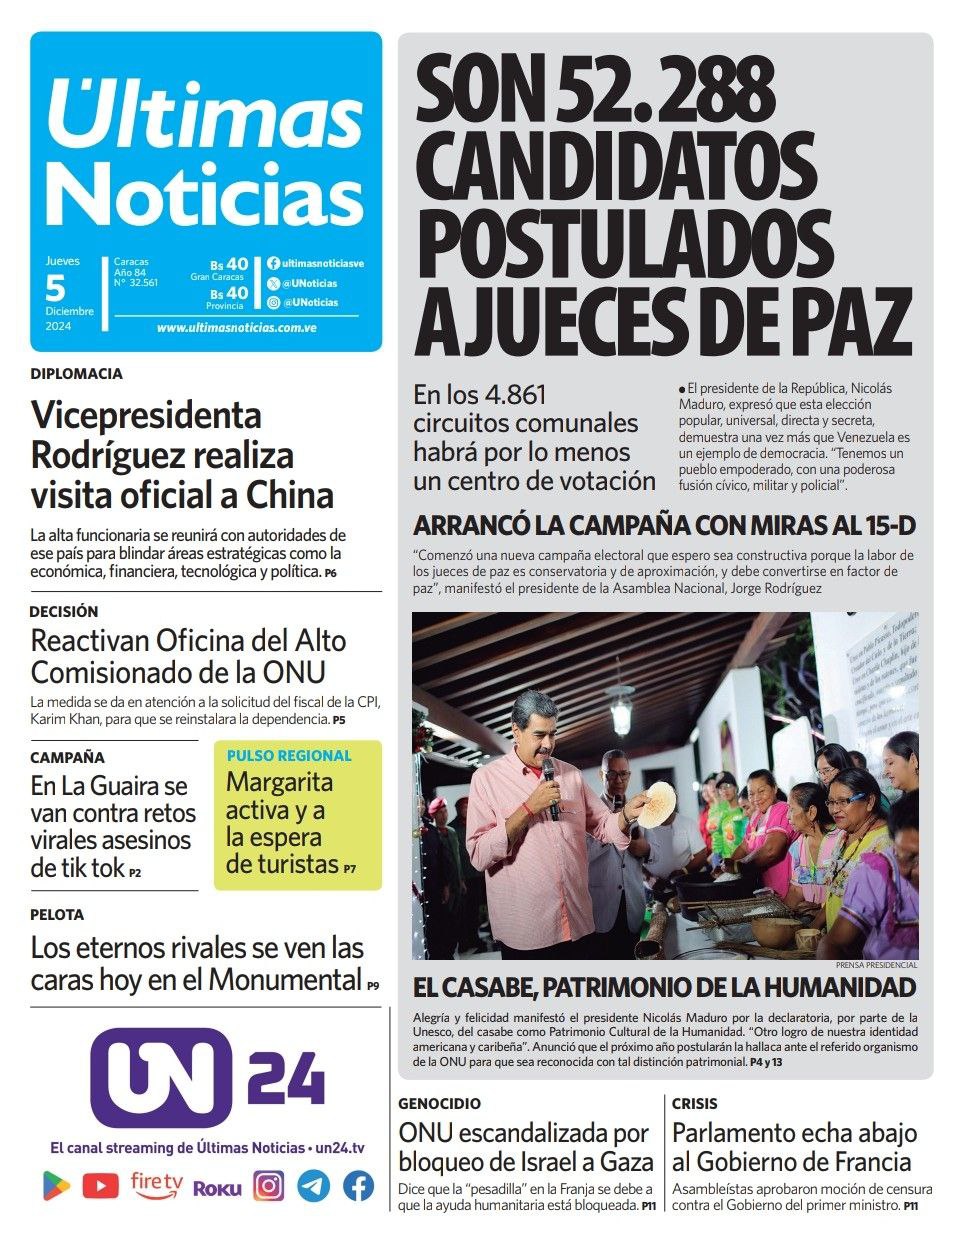 Últimas
Noticias
Jueves
5
Diciembre
2024
Caracas
Año 84
N° 32.561
Bs 40
Gran Caracas
Bs 40
Provincia
ultimasnoticiasve
@UNoticias
@UNoticias
www.ultimasnoticias.com.ve
SON 52.288
CANDIDATOS
POSTULADOS
A JUECES DE PAZ
En los 4.861
circuitos comunales
habrá por lo menos
un centro de votación
● El presidente de la República, Nicolás
Maduro, expresó que esta elección
popular, universal, directa y secreta,
demuestra una vez más que Venezuela es
un ejemplo de democracia. “Tenemos un
pueblo empoderado, con una poderosa
fusión cívico, militar y policial”.
ARRANCÓ LA CAMPAÑA CON MIRAS AL 15-D
“Comenzó una nueva campaña electoral que espero sea constructiva porque la labor de
los jueces de paz es conservatoria y de aproximación, y debe convertirse en factor de
paz”, manifestó el presidente de la Asamblea Nacional, Jorge Rodríguez
PRENSA PRESIDENCIAL
EL CASABE, PATRIMONIO DE LA HUMANIDAD
Alegría y felicidad manifestó el presidente Nicolás Maduro por la declaratoria, por parte de la
Unesco, del casabe como Patrimonio Cultural de la Humanidad. “Otro logro de nuestra identidad
americana y caribeña”. Anunció que el próximo año postularán la hallaca ante el referido organismo
de la ONU para que sea reconocida con tal distinción patrimonial. P4 y 13
DIPLOMACIA
Vicepresidenta
Rodríguez realiza
visita oficial a China
La alta funcionaria se reunirá con autoridades de
ese país para blindar áreas estratégicas como la
económica, financiera, tecnológica y política. P6
DECISIÓN
Reactivan Oficina del Alto
Comisionado de la ONU
La medida se da en atención a la solicitud del fiscal de la CPI,
Karim Khan, para que se reinstalara la dependencia. P5
CAMPAÑA
En La Guaira se
van contra retos
virales asesinos
de tik tok P2
PULSO REGIONAL
Margarita
activa y a
la espera
de turistas P7
PELOTA
Los eternos rivales se ven las
caras hoy en el Monumental P9
UN 24
El canal streaming de Últimas Noticias • un24.tv
fire tv
ROKU
GENOCIDIO
ONU escandalizada por
bloqueo de Israel a Gaza
Dice que la “pesadilla” en la Franja se debe a
que la ayuda humanitaria está bloqueada. P11
CRISIS
Parlamento echa abajo
al Gobierno de Francia
Asambleístas aprobaron moción de censura
contra el Gobierno del primer ministro. P11